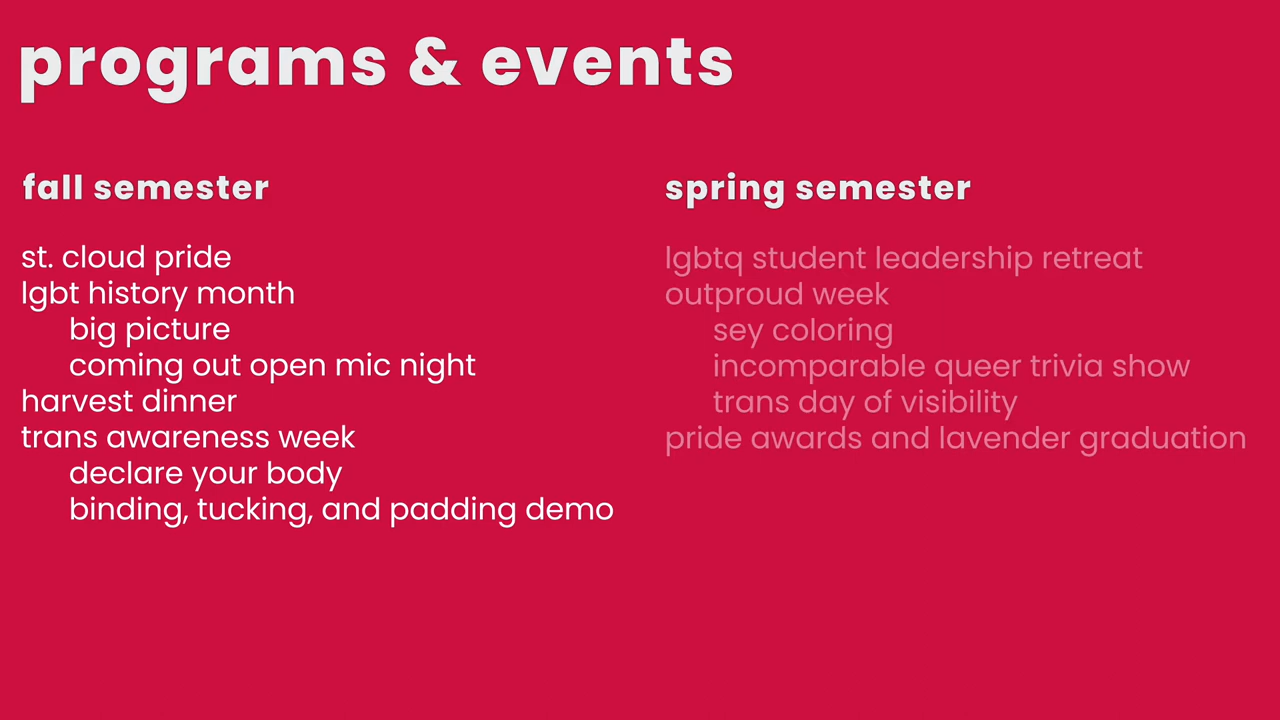 programs & events
fall semester
st. cloud pride
lgbt history month
big picture
coming out open mic night
harvest dinner
trans awareness week
declare your body
binding, tucking, and padding demo
spring semester
lgbtq student leadership retreat
outproud week
sey coloring
incomparable queer trivia show
trans day of visibility
pride awards and lavender graduation